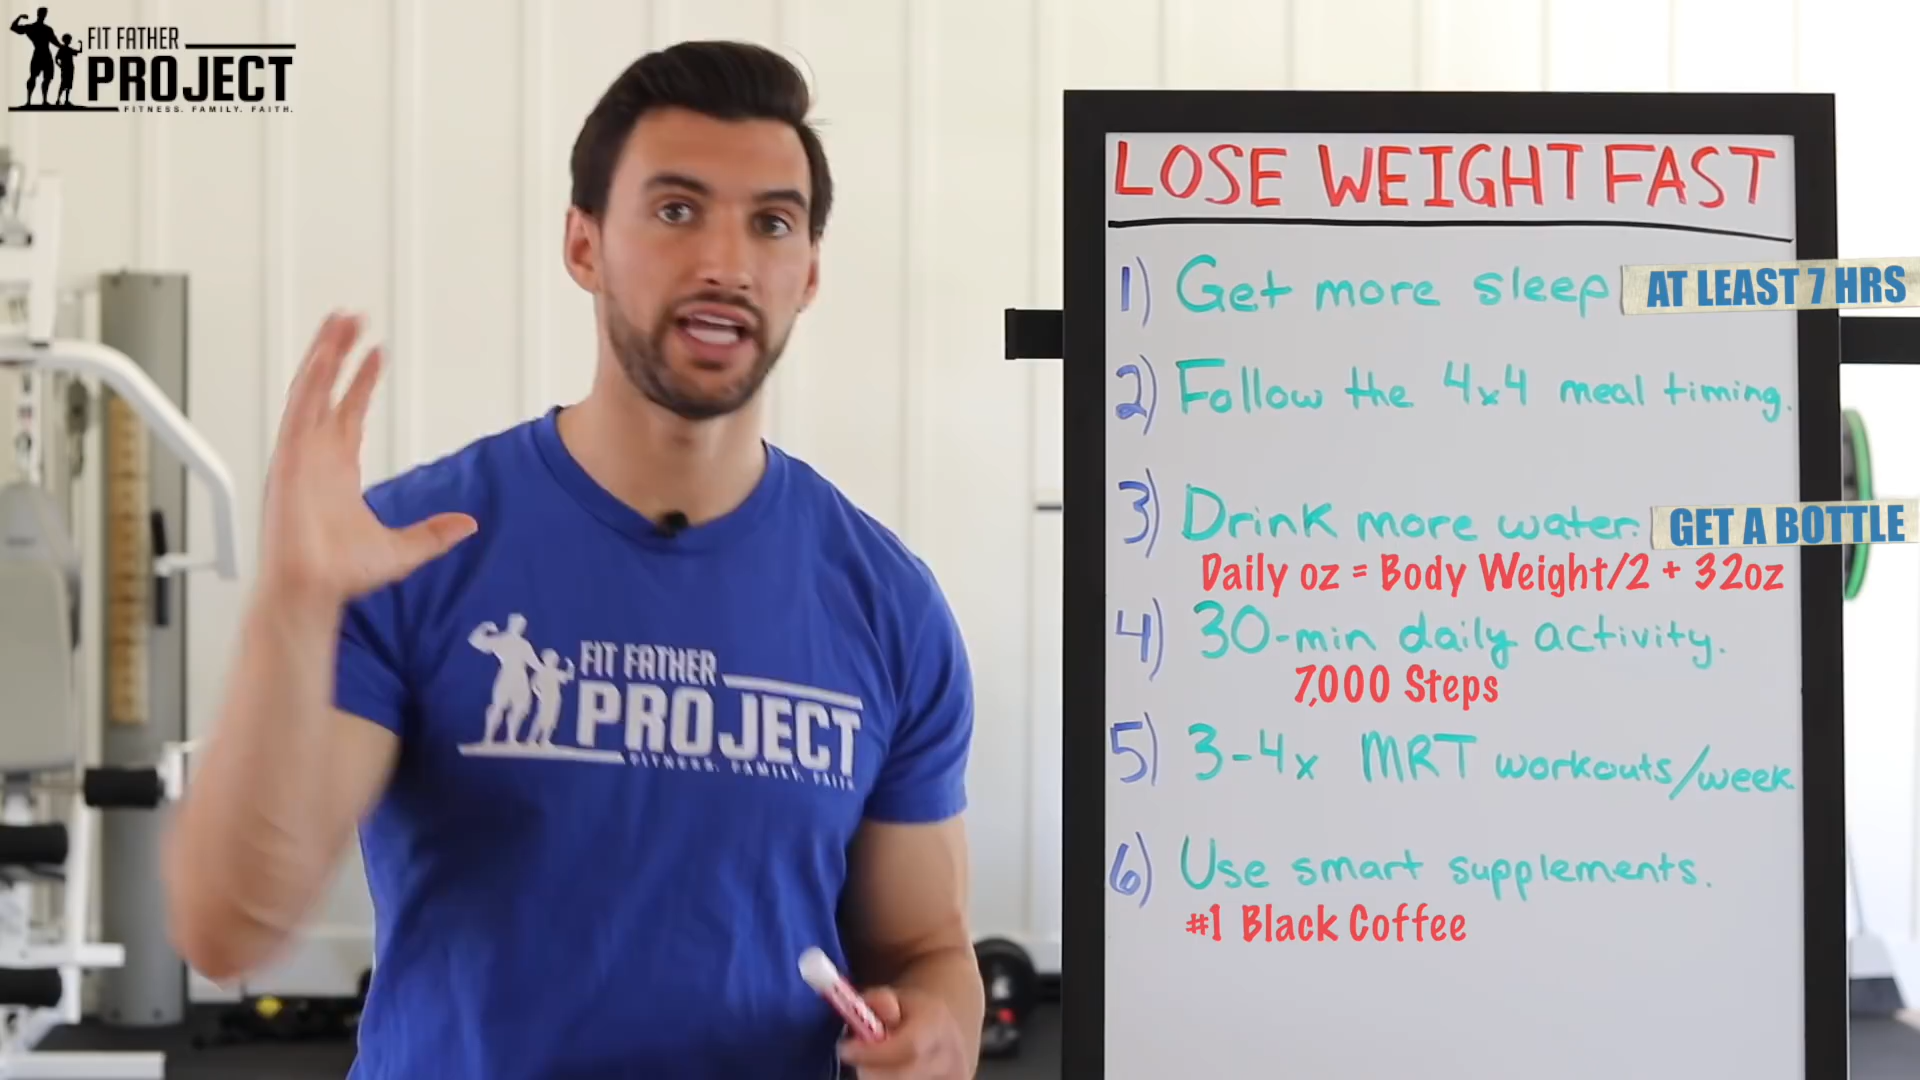 FIT FATHER
PROJECT
FITNESS. FAMILY. FAITH.
LOSE WEIGHT FAST
1) Get more sleep AT LEAST 7 HRS
2) Follow the 4x4 meal timing.
3) Drink more water. GET A BOTTLE
Daily oz = Body Weight/2 + 32oz
4) 30-min daily activity.
7,000 Steps
5) 3-4x MRT workouts/week
6) Use smart supplements.
#1 Black Coffee
FIT FATHER
PROJECT
FITNESS. FAMILY. FAITH